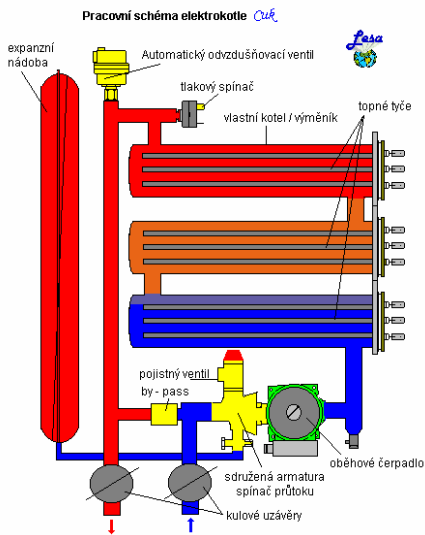 Pracovní schéma elektrokotle Cuk
Lesa
expanzní
nádoba
Automatický odvzdušňovací ventil
tlakový spínač
vlastní kotel / výměník
topné tyče
pojistný ventil
by - pass
oběhové čerpadlo
sdružená armatura
spínač průtoku
kulové uzávěry